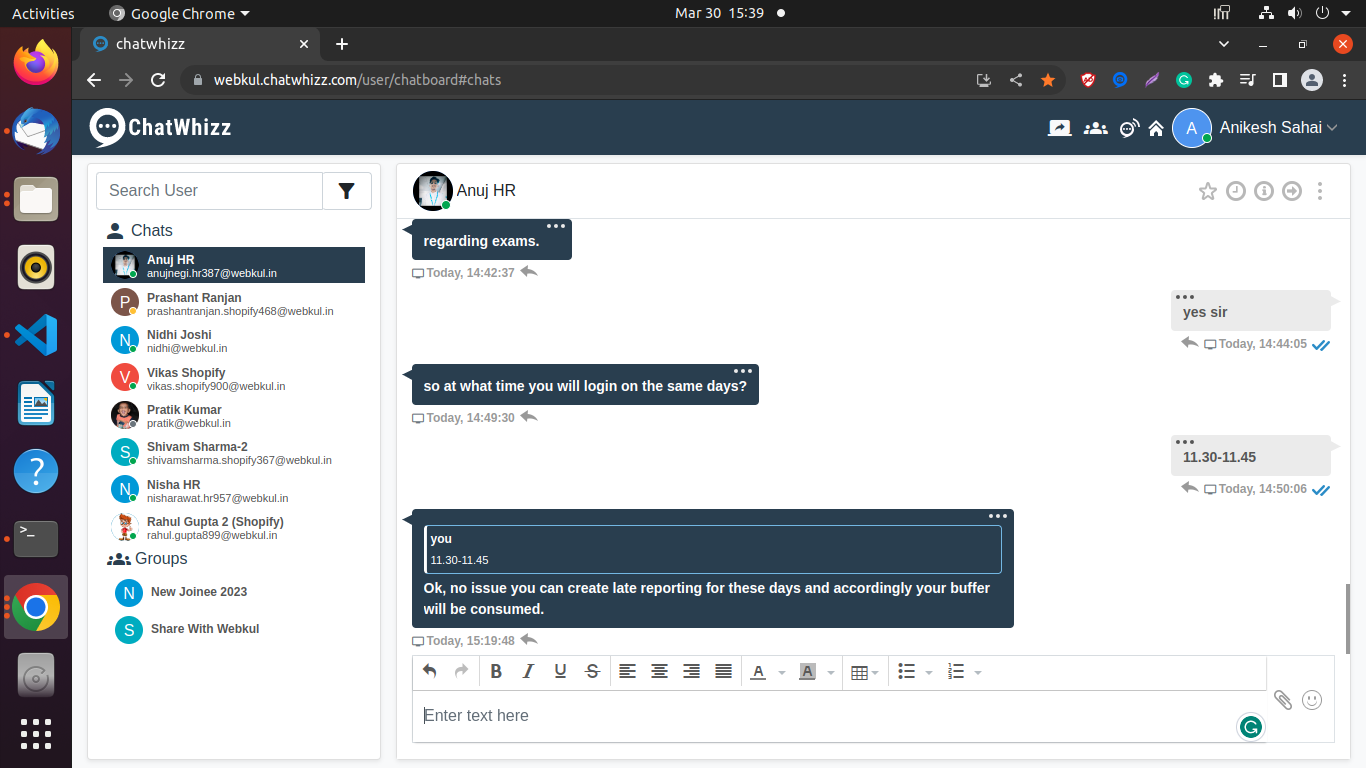 Activities
Google Chrome
Mar 30 15:39
chatwhizz
webkul.chatwhizz.com/user/chatboard#chats
ChatWhizz
A
Anikesh Sahai
Search User
Chats
Anuj HR
anujnegi.hr387@webkul.in
P
Prashant Ranjan
prashantranjan.shopify468@webkul.in
N
Nidhi Joshi
nidhi@webkul.in
V
Vikas Shopify
vikas.shopify900@webkul.in
Pratik Kumar
pratik@webkul.in
S
Shivam Sharma-2
shivamsharma.shopify367@webkul.in
N
Nisha HR
nisharawat.hr957@webkul.in
Rahul Gupta 2 (Shopify)
rahul.gupta899@webkul.in
Groups
N
New Joinee 2023
S
Share With Webkul
Anuj HR
regarding exams.
Today, 14:42:37
yes sir
Today, 14:44:05
so at what time you will login on the same days?
Today, 14:49:30
11.30-11.45
Today, 14:50:06
you
11.30-11.45
Ok, no issue you can create late reporting for these days and accordingly your buffer
will be consumed.
Today, 15:19:48
B I U S A A
Enter text here